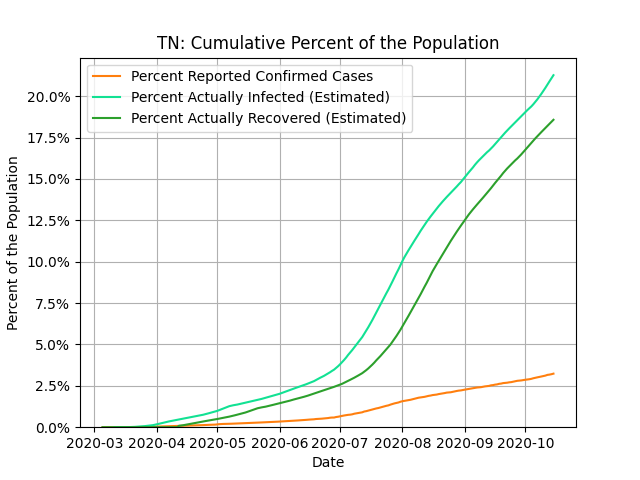 TN: Cumulative Percent of the Population
Percent Reported Confirmed Cases
Percent Actually Infected (Estimated)
Percent Actually Recovered (Estimated)
Percent of the Population
20.0%
17.5%
15.0%
12.5%
10.0%
7.5%
5.0%
2.5%
0.0%
2020-03 2020-04 2020-05 2020-06 2020-07 2020-08 2020-09 2020-10
Date